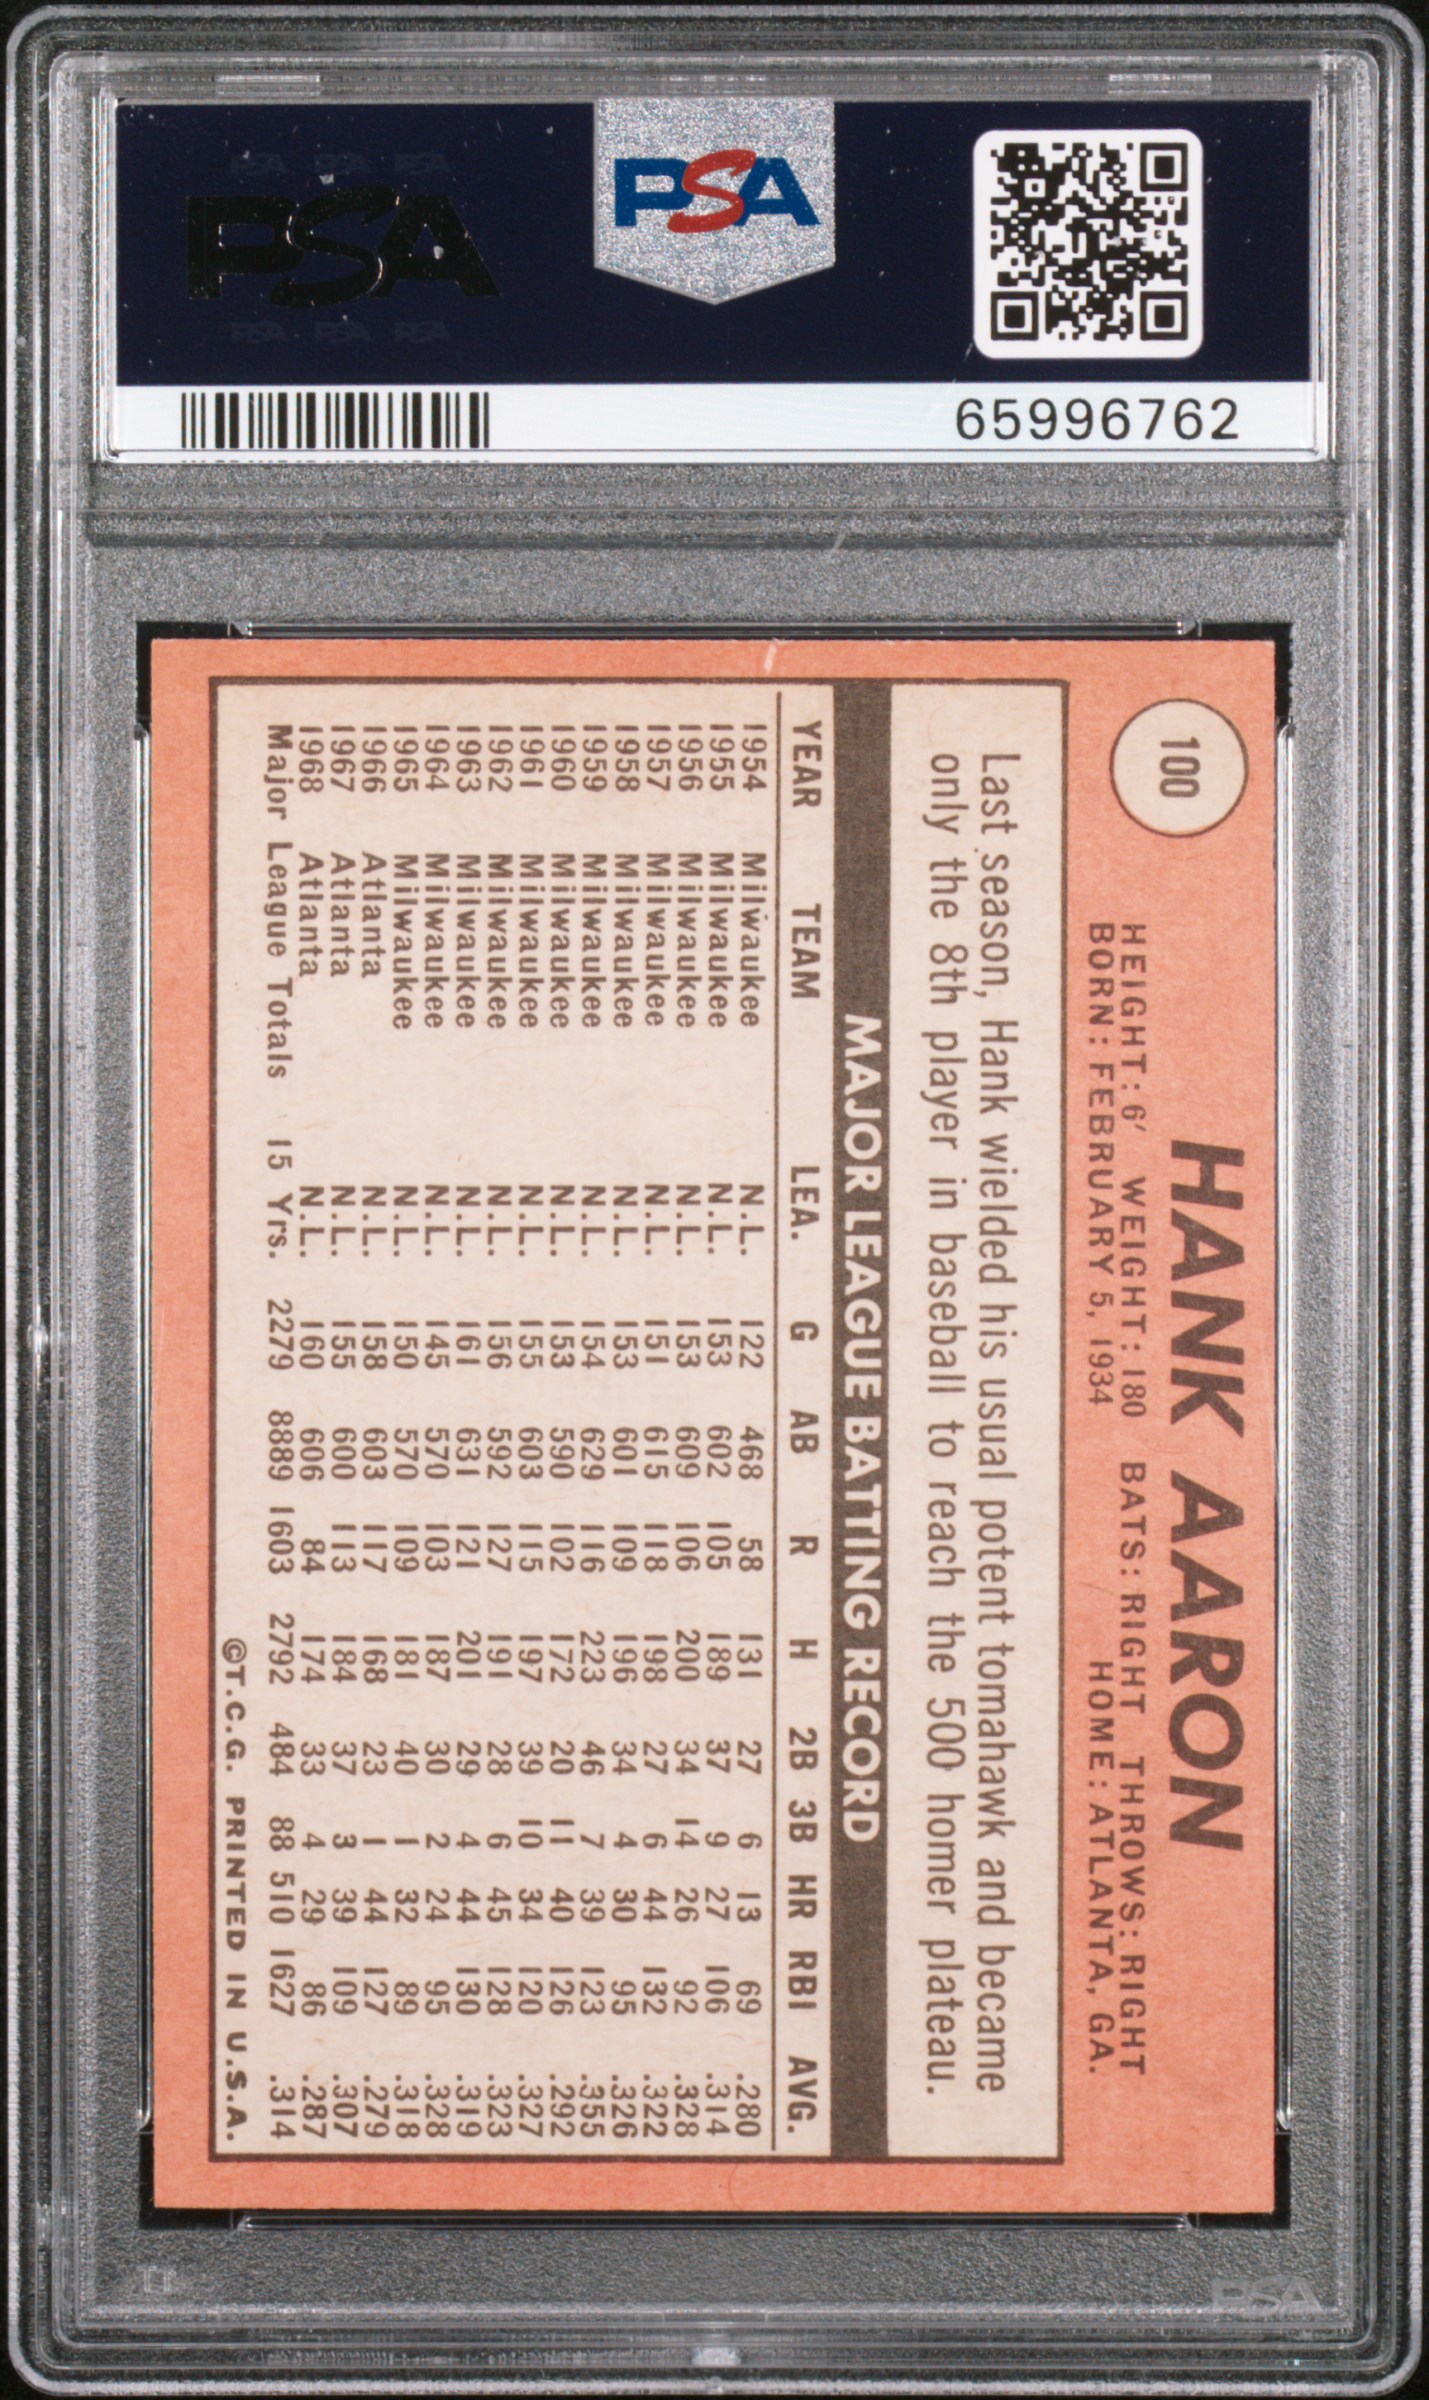 PSA PSA PSA
PSA
PSA PSA PSA
PSA
65996762
100
HANK AARON
HEIGHT: 6′ WEIGHT: 180 BATS: RIGHT THROWS: RIGHT
BORN: FEBRUARY 5, 1934 HOME: ATLANTA, GA.
Last season, Hank wielded his usual potent tomahawk and became
only the 8th player in baseball to reach the 500 homer plateau.
MAJOR LEAGUE BATTING RECORD
YEAR TEAM LEA. G AB R H 2B 3B HR RBI AVG.
1954 Milwaukee N.L. 122 468 58 131 27 6 13 69 .280
1955 Milwaukee N.L. 153 602 105 189 37 9 27 106 .314
1956 Milwaukee N.L. 153 609 106 200 34 14 26 92 .328
1957 Milwaukee N.L. 151 615 118 198 27 6 44 132 .322
1958 Milwaukee N.L. 153 601 109 196 34 4 30 95 .326
1959 Milwaukee N.L. 154 629 116 223 46 7 39 123 .355
1960 Milwaukee N.L. 153 590 102 172 20 11 40 126 .292
1961 Milwaukee N.L. 155 603 115 197 39 10 34 120 .327
1962 Milwaukee N.L. 156 592 127 191 28 6 45 128 .323
1963 Milwaukee N.L. 161 631 121 201 29 4 44 130 .319
1964 Milwaukee N.L. 145 570 103 187 30 2 24 95 .328
1965 Milwaukee N.L. 150 570 109 181 40 1 32 89 .318
1966 Atlanta N.L. 158 603 117 168 23 1 44 127 .279
1967 Atlanta N.L. 155 600 113 184 37 3 39 109 .307
1968 Atlanta N.L. 160 606 84 174 33 4 29 86 .287
Major League Totals 15 Yrs. 2279 8889 1603 2792 484 88 510 1627 .314
©T.C.G. PRINTED IN U.S.A.
PSA